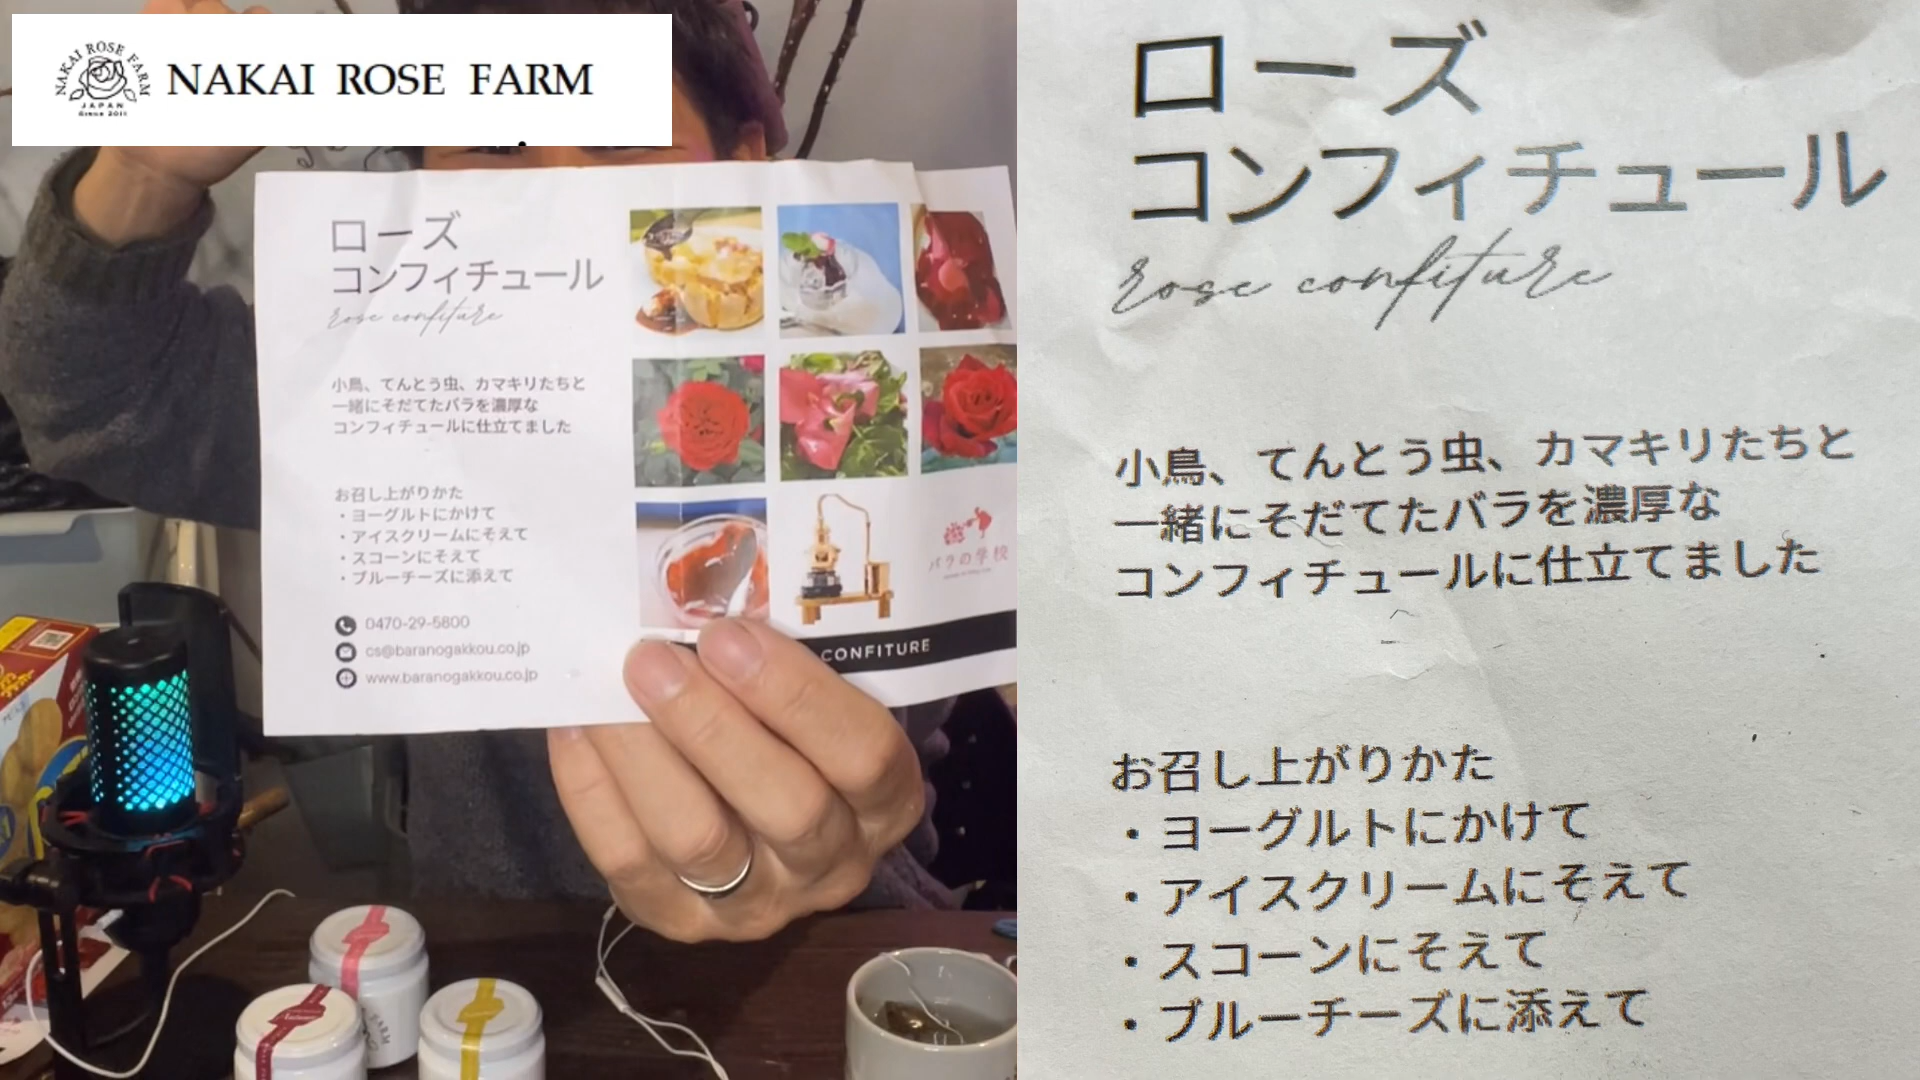 NAKAI ROSE FARM
JAPAN
Since 2011
NAKAI ROSE FARM
ローズ
コンフィチュール
rose confiture
小鳥、てんとう虫、カマキリたちと
一緒にそだてたバラを濃厚な
コンフィチュールに仕立てました
お召し上がりかた
・ヨーグルトにかけて
・アイスクリームにそえて
・スコーンにそえて
・ブルーチーズに添えて
0470-29-5800
cs@baranogakkou.co.jp
www.baranogakkou.co.jp
バラの学校
CONFITURE
ローズ
コンフィチュール
rose confiture
小鳥、てんとう虫、カマキリたちと
一緒にそだてたバラを濃厚な
コンフィチュールに仕立てました
お召し上がりかた
・ヨーグルトにかけて
・アイスクリームにそえて
・スコーンにそえて
・ブルーチーズに添えて